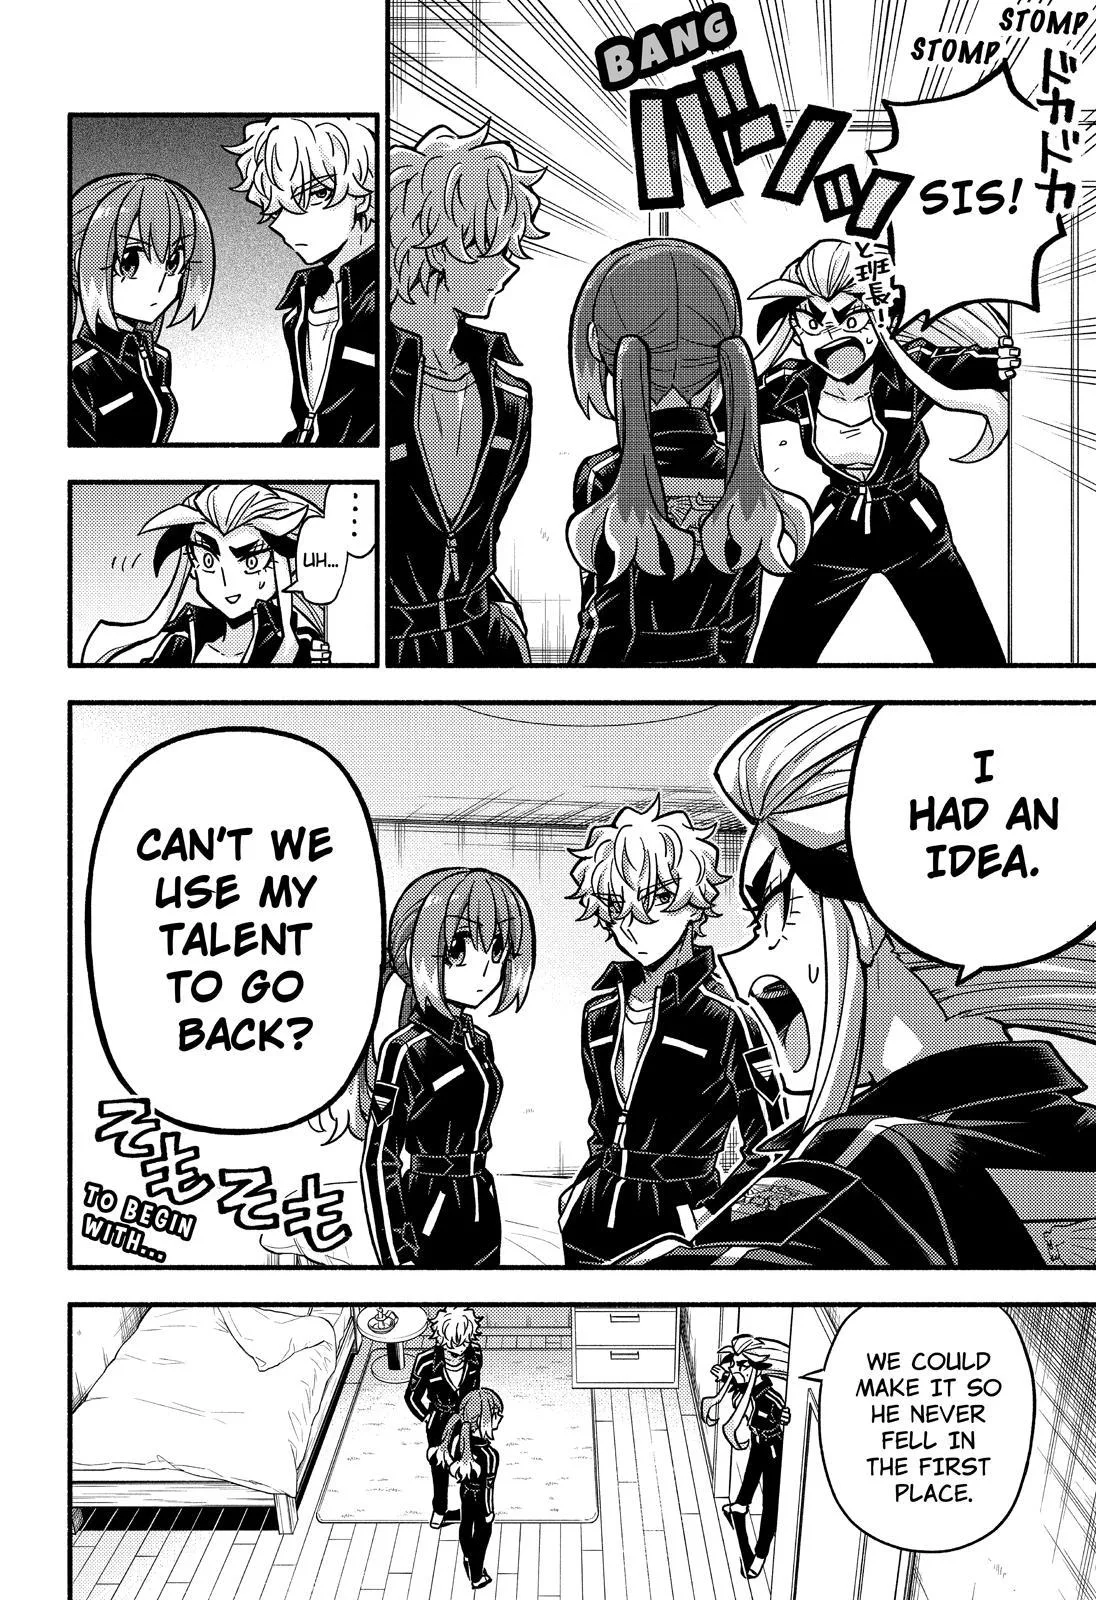 STOMP
STOMP
ドカドカ
BANG
バンッ
SIS!
と班長!
....
UH...
I
HAD AN
IDEA.
CAN'T WE
USE MY
TALENT
TO GO
BACK?
そもそも
TO BEGIN
WITH...
WE COULD
MAKE IT SO
HE NEVER
FELL IN
THE FIRST
PLACE.